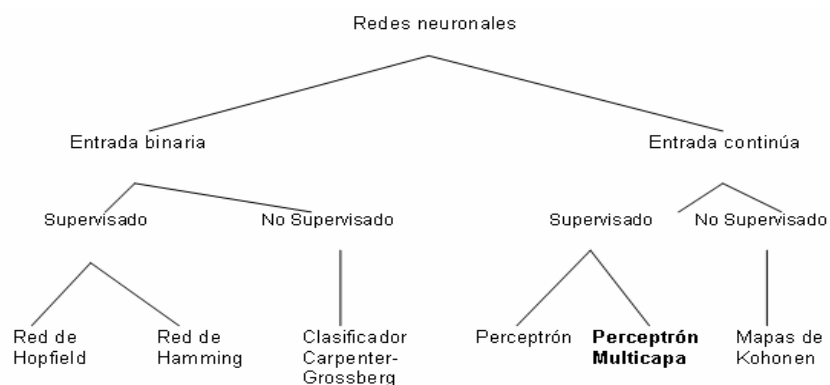 Redes neuronales
Entrada binaria
Entrada continúa
Supervisado
No Supervisado
Supervisado
No Supervisado
Red de
Hopfield
Red de
Hamming
Clasificador
Carpenter-
Grossberg
Perceptrón
Perceptrón
Multicapa
Mapas de
Kohonen